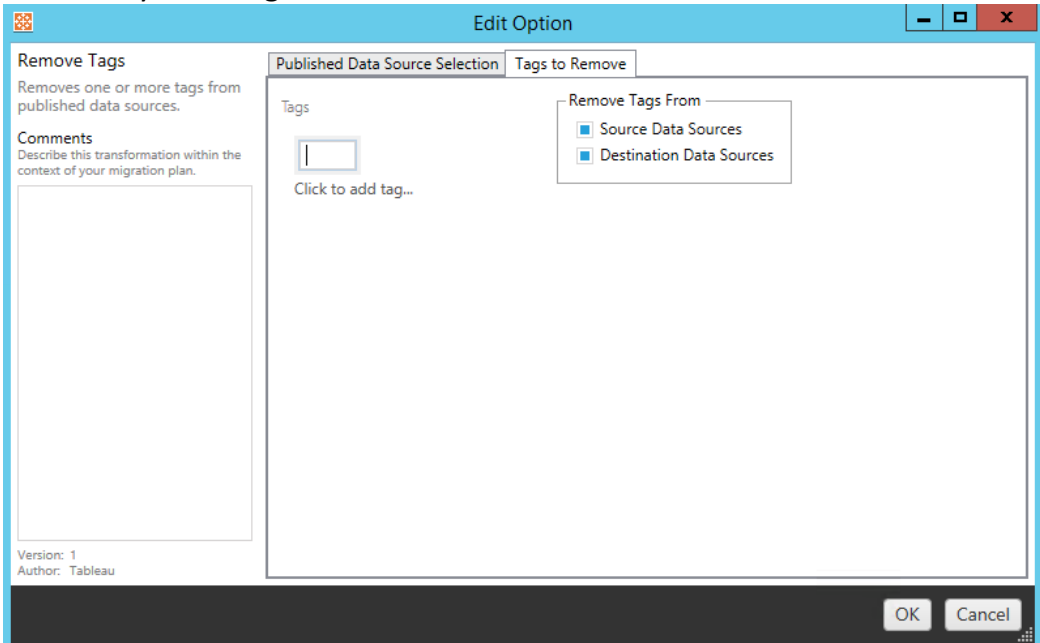 Edit Option
Remove Tags
Removes one or more tags from
published data sources.
Comments
Describe this transformation within the
context of your migration plan.
Version: 1
Author: Tableau
Published Data Source Selection
Tags to Remove
Tags
Click to add tag...
Remove Tags From
Source Data Sources
Destination Data Sources
OK
Cancel